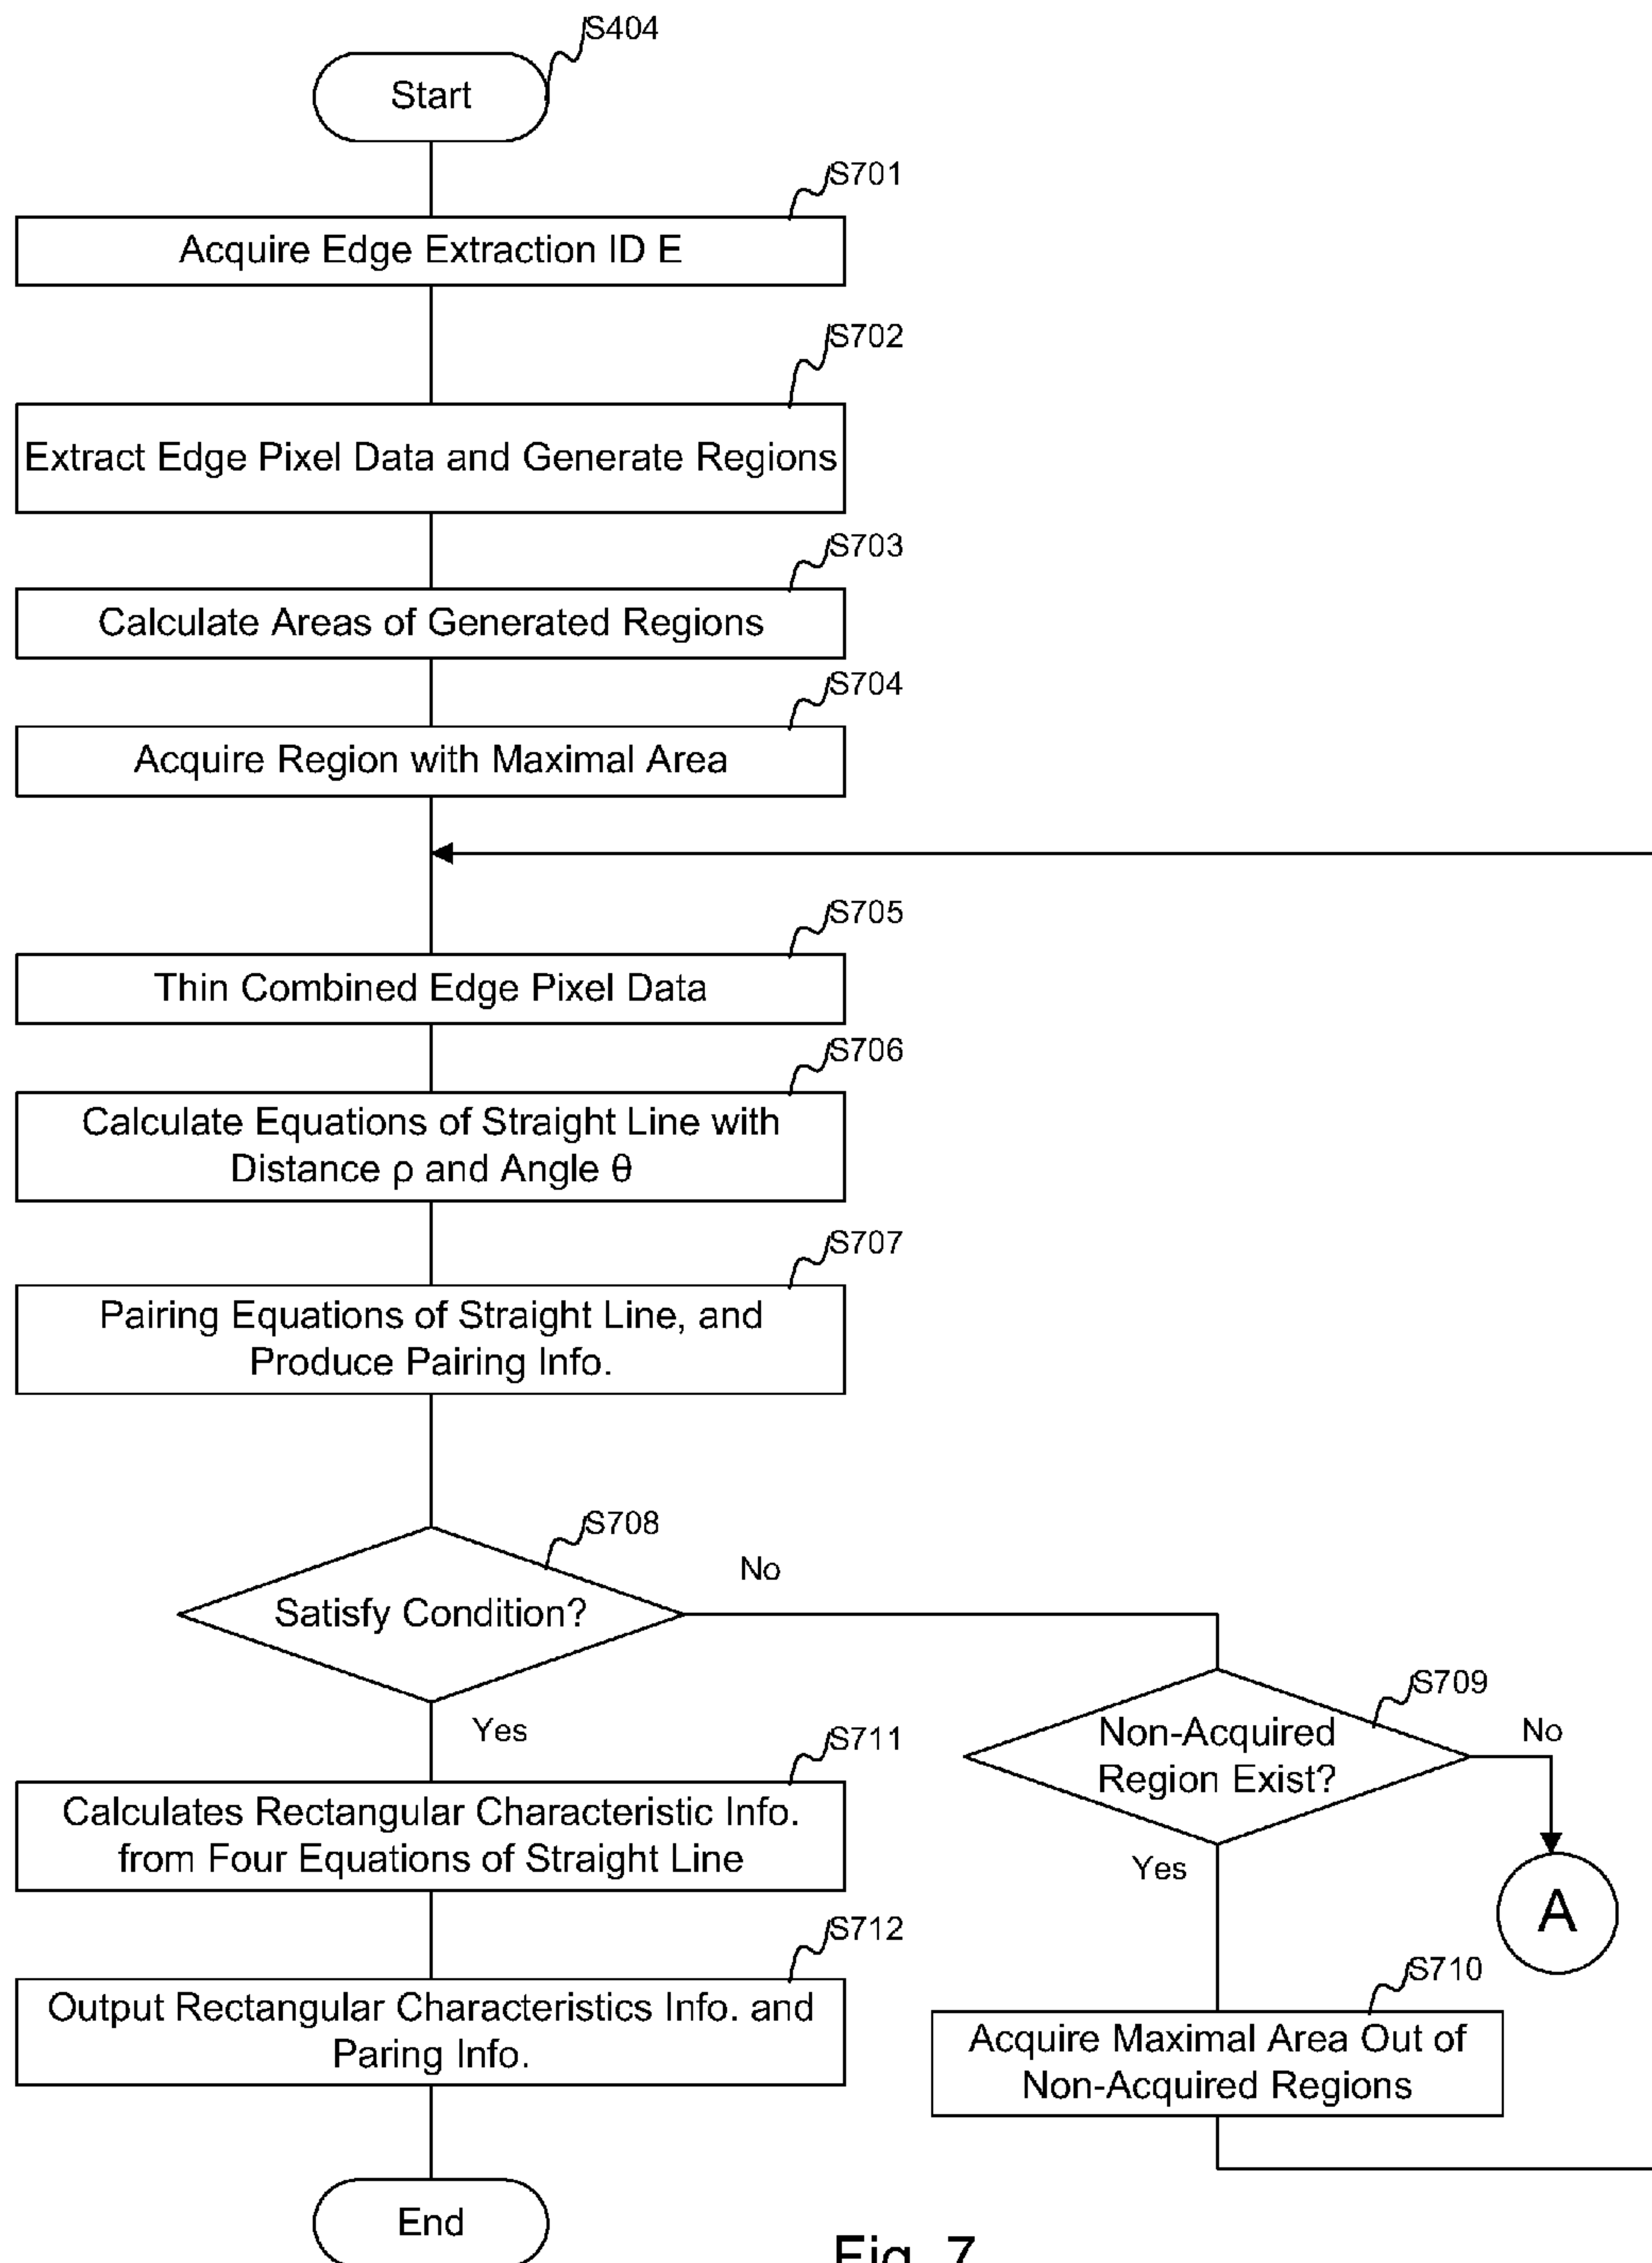 S404
Start
S701
Acquire Edge Extraction ID E
S702
Extract Edge Pixel Data and Generate Regions
S703
Calculate Areas of Generated Regions
S704
Acquire Region with Maximal Area
S705
Thin Combined Edge Pixel Data
S706
Calculate Equations of Straight Line with
Distance ρ and Angle θ
S707
Pairing Equations of Straight Line, and
Produce Pairing Info.
S708
Satisfy Condition?
No
Yes
S709
Non-Acquired
Region Exist?
No
Yes
A
S710
Acquire Maximal Area Out of
Non-Acquired Regions
S711
Calculates Rectangular Characteristic Info.
from Four Equations of Straight Line
S712
Output Rectangular Characteristics Info. and
Paring Info.
End
Fig. 7